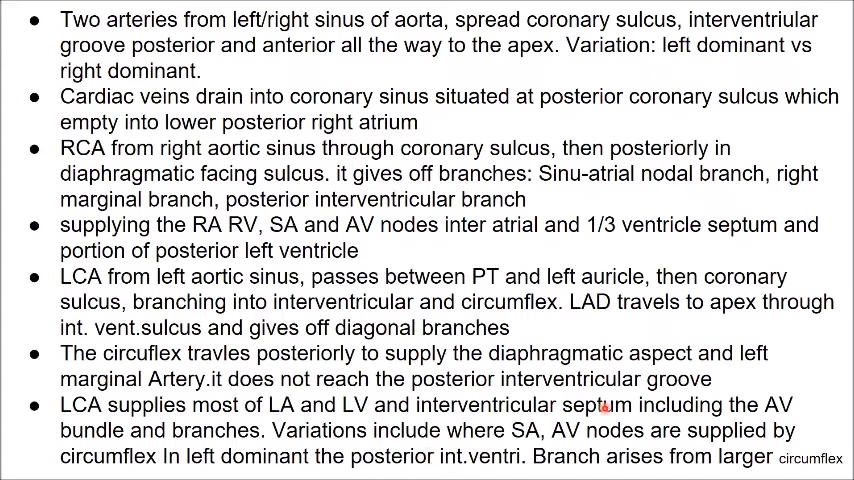 ● Two arteries from left/right sinus of aorta, spread coronary sulcus, interventriular
groove posterior and anterior all the way to the apex. Variation: left dominant vs
right dominant.
● Cardiac veins drain into coronary sinus situated at posterior coronary sulcus which
empty into lower posterior right atrium
● RCA from right aortic sinus through coronary sulcus, then posteriorly in
diaphragmatic facing sulcus. it gives off branches: Sinu-atrial nodal branch, right
marginal branch, posterior interventricular branch
● supplying the RA RV, SA and AV nodes inter atrial and 1/3 ventricle septum and
portion of posterior left ventricle
● LCA from left aortic sinus, passes between PT and left auricle, then coronary
sulcus, branching into interventricular and circumflex. LAD travels to apex through
int. vent.sulcus and gives off diagonal branches
● The circuflex travles posteriorly to supply the diaphragmatic aspect and left
marginal Artery.it does not reach the posterior interventricular groove
● LCA supplies most of LA and LV and interventricular septum including the AV
bundle and branches. Variations include where SA, AV nodes are supplied by
circumflex In left dominant the posterior int.ventri. Branch arises from larger circumflex